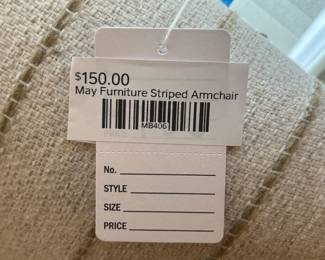 $150.00
May Furniture Striped Armchair
MB406
No.
STYLE
SIZE
PRICE